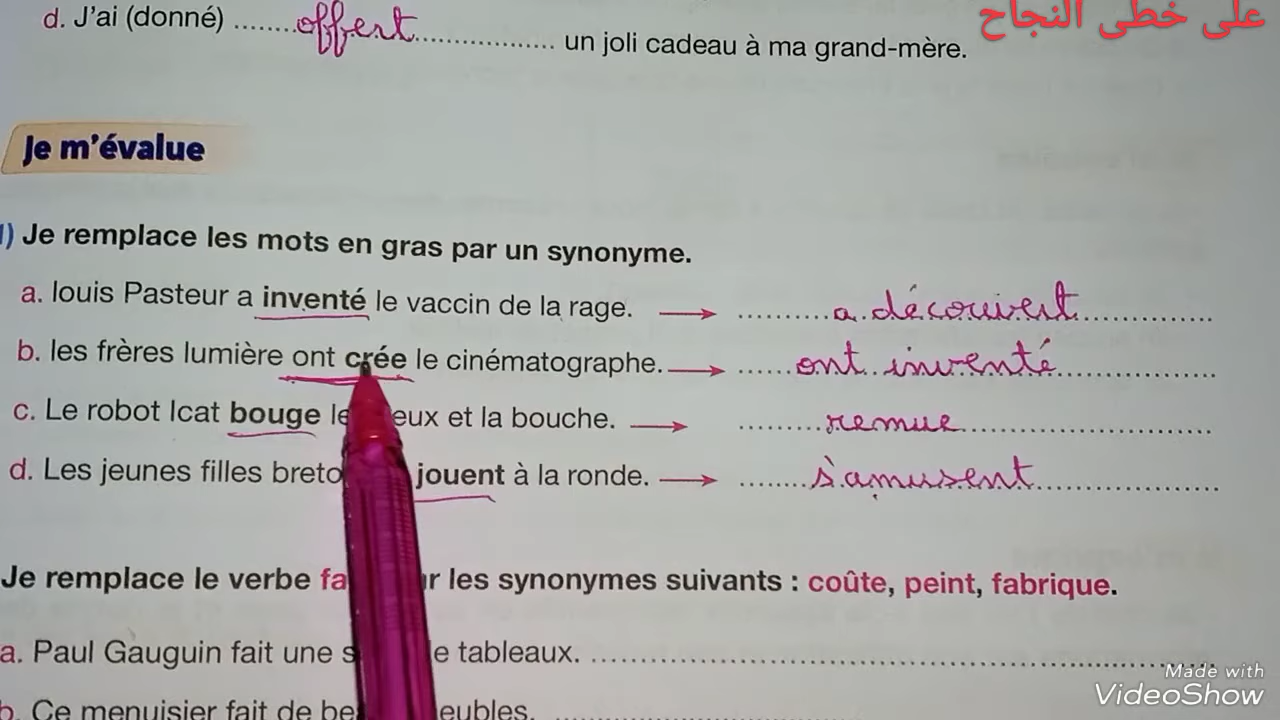 على خطى النجاح
d. J'ai (donné) ........offert.................. un joli cadeau à ma grand-mère.
Je m'évalue
1) Je remplace les mots en gras par un synonyme.
a. louis Pasteur a inventé le vaccin de la rage. → ..........a découvert...............
b. les frères lumière ont crée le cinématographe. → ......ont inventé..................
c. Le robot Icat bouge le eux et la bouche. → .........remue..........................
d. Les jeunes filles breto jouent à la ronde. → ........s'amusent....................
Je remplace le verbe fa r les synonymes suivants : coûte, peint, fabrique.
a. Paul Gauguin fait une s e tableaux. ........................................................
b. Ce menuisier fait de be eubles. ........................
Made with
VideoShow